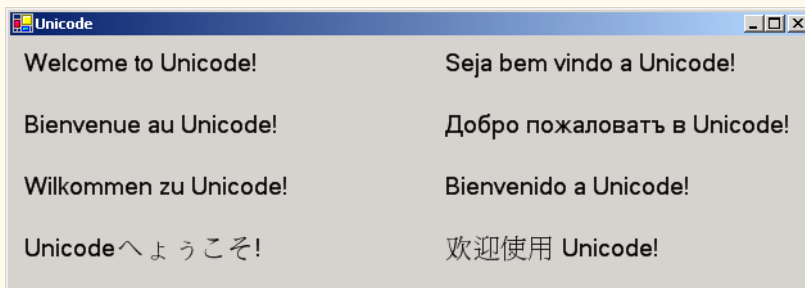 Unicode
Welcome to Unicode!
Seja bem vindo a Unicode!
Bienvenue au Unicode!
Добро пожаловатъ в Unicode!
Wilkommen zu Unicode!
Bienvenido a Unicode!
Unicodeへょぅこそ!
欢迎使用 Unicode!